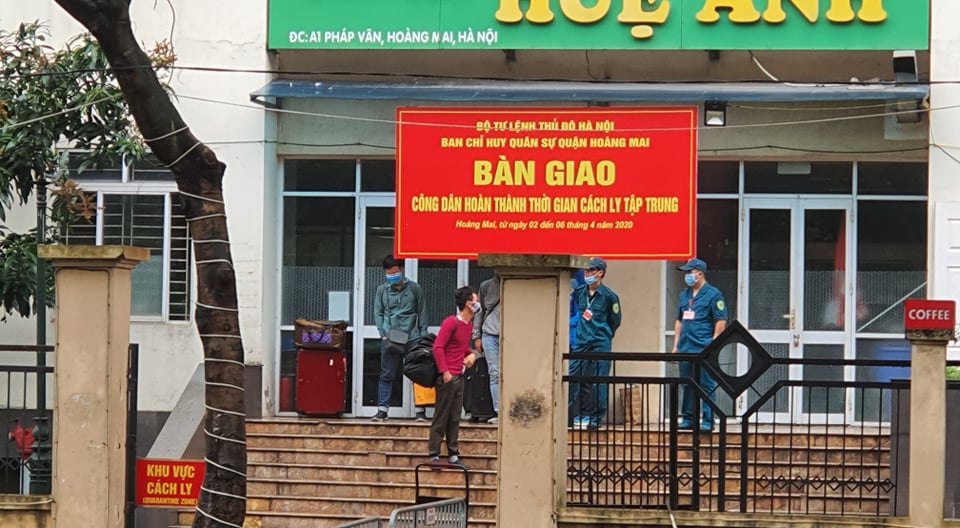 HUỆ ANH
ĐC: A1 PHÁP VÂN, HOÀNG MAI, HÀ NỘI
BỘ TƯ LỆNH THỦ ĐÔ HÀ NỘI
BAN CHỈ HUY QUÂN SỰ QUẬN HOÀNG MAI
BÀN GIAO
CÔNG DÂN HOÀN THÀNH THỜI GIAN CÁCH LY TẬP TRUNG
Hoàng Mai, từ ngày 02 đến 06 tháng 4 năm 2020
COFFEE
KHU VỰC
CÁCH LY
(QUARANTINE ZONE)